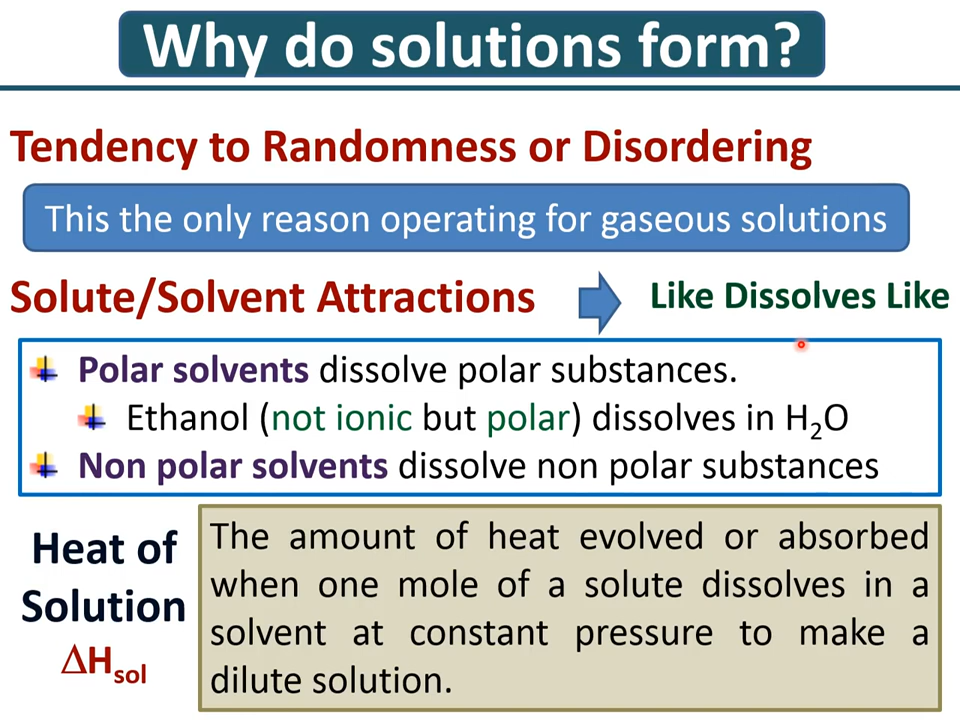 Why do solutions form?
Tendency to Randomness or Disordering
This the only reason operating for gaseous solutions
Solute/Solvent Attractions
Like Dissolves Like
Polar solvents dissolve polar substances.
Ethanol (not ionic but polar) dissolves in H₂O
Non polar solvents dissolve non polar substances
Heat of
Solution
ΔHsol
The amount of heat evolved or absorbed
when one mole of a solute dissolves in a
solvent at constant pressure to make a
dilute solution.